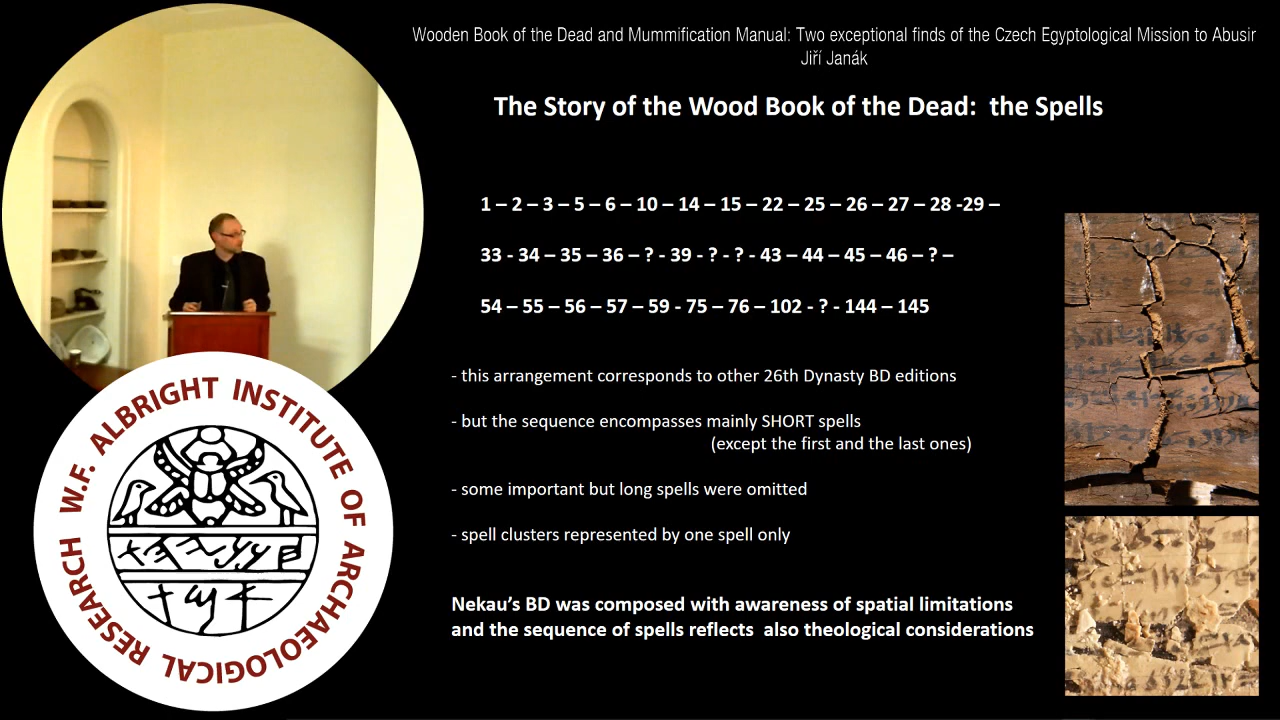 Wooden Book of the Dead and Mummification Manual: Two exceptional finds of the Czech Egyptological Mission to Abusir
Jiří Janák
The Story of the Wood Book of the Dead:  the Spells
1 – 2 – 3 – 5 – 6 – 10 – 14 – 15 – 22 – 25 – 26 – 27 – 28 -29 –
33 - 34 – 35 – 36 – ? - 39 - ? - ? - 43 – 44 – 45 – 46 – ? –
54 – 55 – 56 – 57 – 59 - 75 – 76 – 102 - ? - 144 – 145
- this arrangement corresponds to other 26th Dynasty BD editions
- but the sequence encompasses mainly SHORT spells
(except the first and the last ones)
- some important but long spells were omitted
- spell clusters represented by one spell only
Nekau’s BD was composed with awareness of spatial limitations
and the sequence of spells reflects  also theological considerations
W.F. ALBRIGHT INSTITUTE OF ARCHAEOLOGICAL RESEARCH